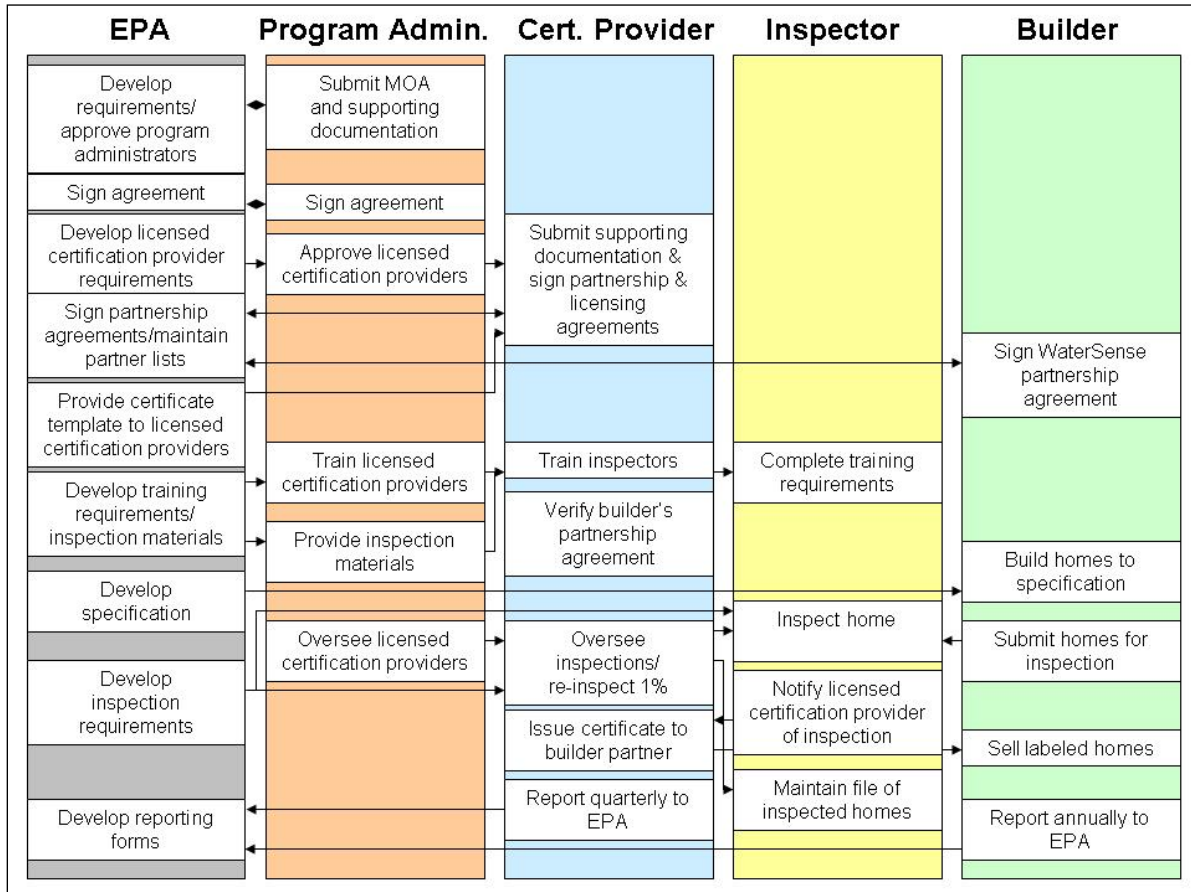 EPA
Program Admin.
Cert. Provider
Inspector
Builder
Develop
requirements/
approve program
administrators
Sign agreement
Develop licensed
certification provider
requirements
Sign partnership
agreements/maintain
partner lists
Provide certificate
template to licensed
certification providers
Develop training
requirements/
inspection materials
Develop
specification
Develop
inspection
requirements
Develop reporting
forms
Submit MOA
and supporting
documentation
Sign agreement
Approve licensed
certification providers
Train licensed
certification providers
Provide inspection
materials
Oversee licensed
certification providers
Submit supporting
documentation &
sign partnership &
licensing
agreements
Train inspectors
Verify builder's
partnership
agreement
Oversee
inspections/
re-inspect 1%
Issue certificate to
builder partner
Report quarterly to
EPA
Complete training
requirements
Inspect home
Notify licensed
certification provider
of inspection
Maintain file of
inspected homes
Sign WaterSense
partnership
agreement
Build homes to
specification
Submit homes for
inspection
Sell labeled homes
Report annually to
EPA